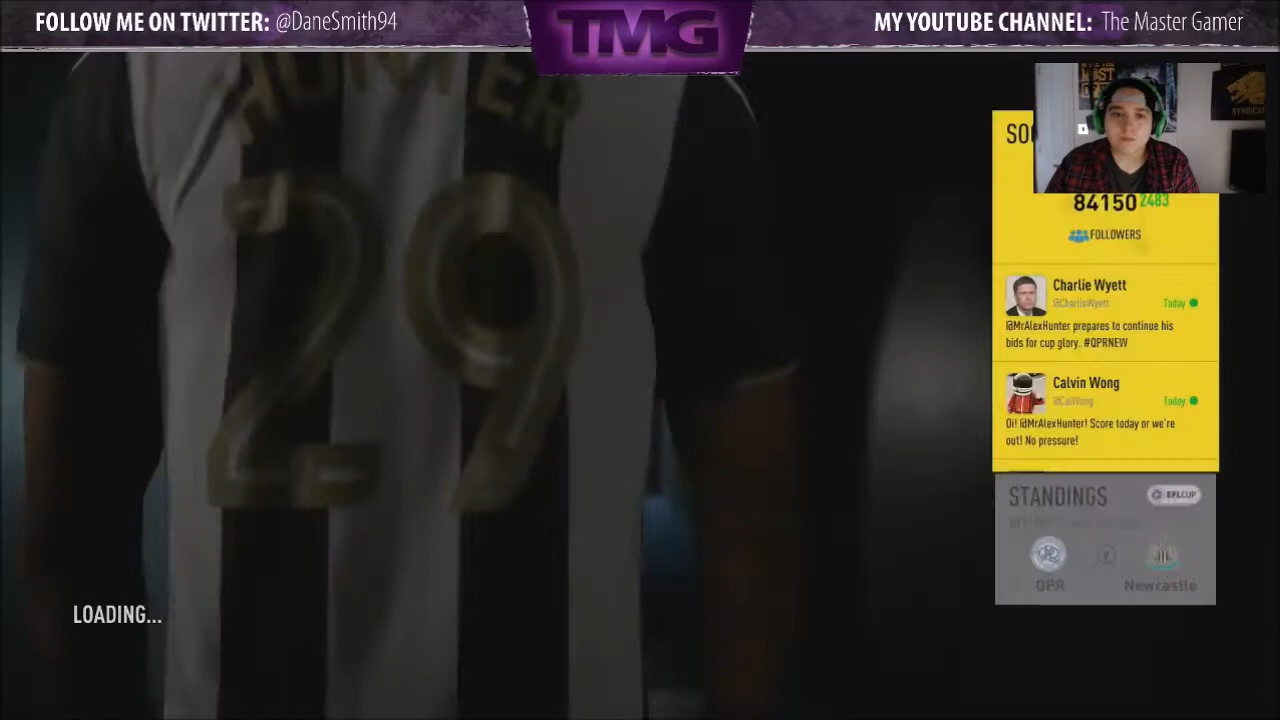 FOLLOW ME ON TWITTER: @DaneSmith94
TMG
MY YOUTUBE CHANNEL: The Master Gamer
HUNTER
29
SO
84150 2483
FOLLOWERS
Charlie Wyett
@CharlieWyett
Today
@MrAlexHunter prepares to continue his
bids for cup glory. #QPRNEW
Calvin Wong
@CalWong
Today
Oi! @MrAlexHunter! Score today or we're
out! No pressure!
STANDINGS
EFL CUP
QPR
Newcastle
LOADING...